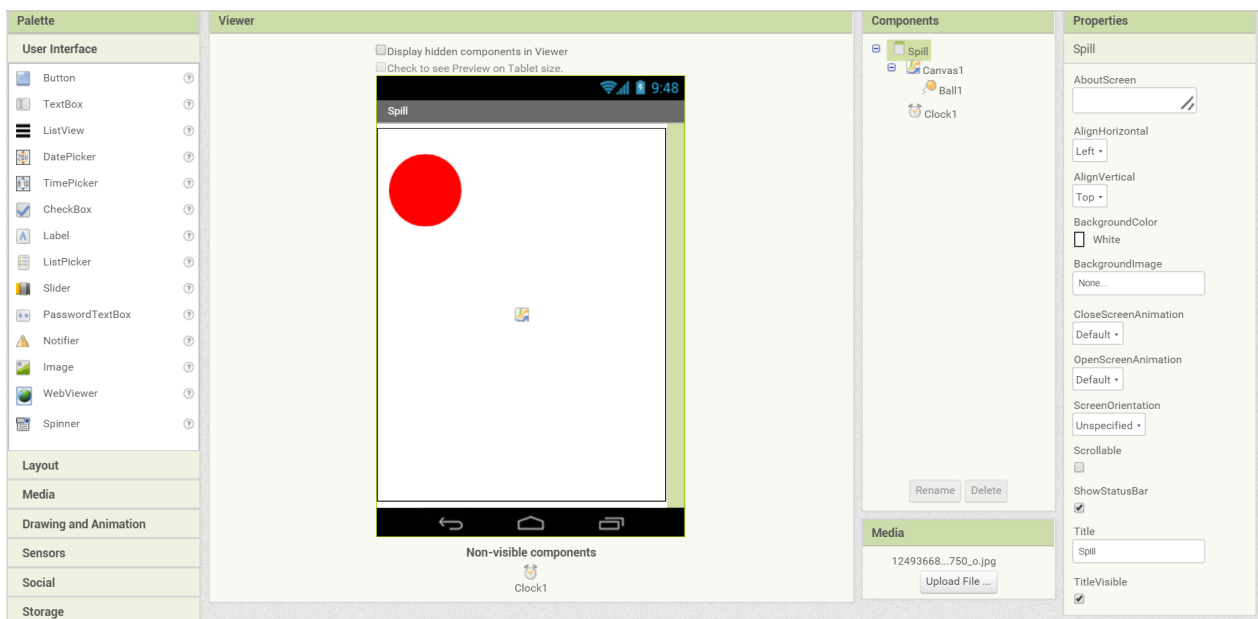 Palette
User Interface
Button
TextBox
ListView
DatePicker
TimePicker
CheckBox
Label
ListPicker
Slider
PasswordTextBox
Notifier
Image
WebViewer
Spinner
Layout
Media
Drawing and Animation
Sensors
Social
Storage
Viewer
Display hidden components in Viewer
Check to see Preview on Tablet size.
9:48
Spill
Non-visible components
Clock1
Components
Spill
Canvas1
Ball1
Clock1
Rename Delete
Media
12493668...750_o.jpg
Upload File ...
Properties
Spill
AboutScreen
AlignHorizontal
Left
AlignVertical
Top
BackgroundColor
White
BackgroundImage
None...
CloseScreenAnimation
Default
OpenScreenAnimation
Default
ScreenOrientation
Unspecified
Scrollable
ShowStatusBar
Title
Spill
TitleVisible